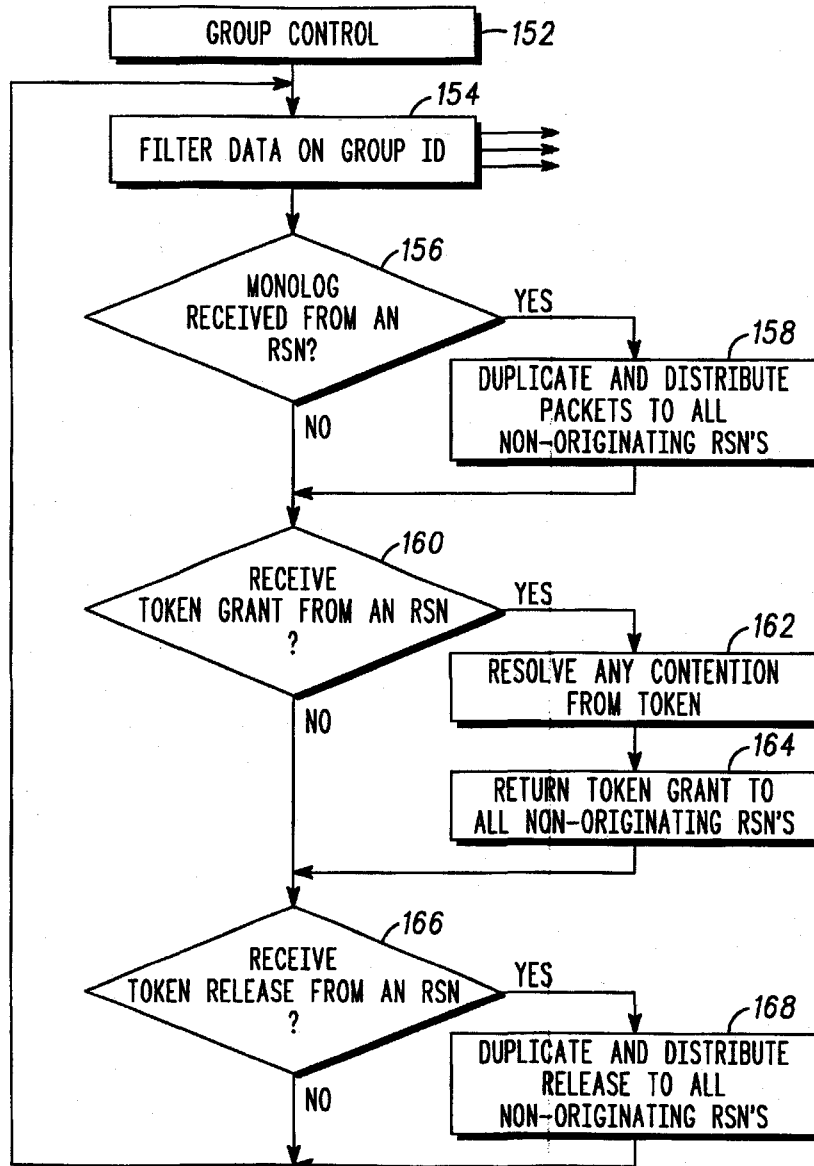 GROUP CONTROL
152
154
FILTER DATA ON GROUP ID
156
MONOLOG
RECEIVED FROM AN
RSN?
YES
158
DUPLICATE AND DISTRIBUTE
PACKETS TO ALL
NON-ORIGINATING RSN'S
NO
160
RECEIVE
TOKEN GRANT FROM AN RSN
?
YES
162
RESOLVE ANY CONTENTION
FROM TOKEN
NO
164
RETURN TOKEN GRANT TO
ALL NON-ORIGINATING RSN'S
166
RECEIVE
TOKEN RELEASE FROM AN RSN
?
YES
168
DUPLICATE AND DISTRIBUTE
RELEASE TO ALL
NON-ORIGINATING RSN'S
NO